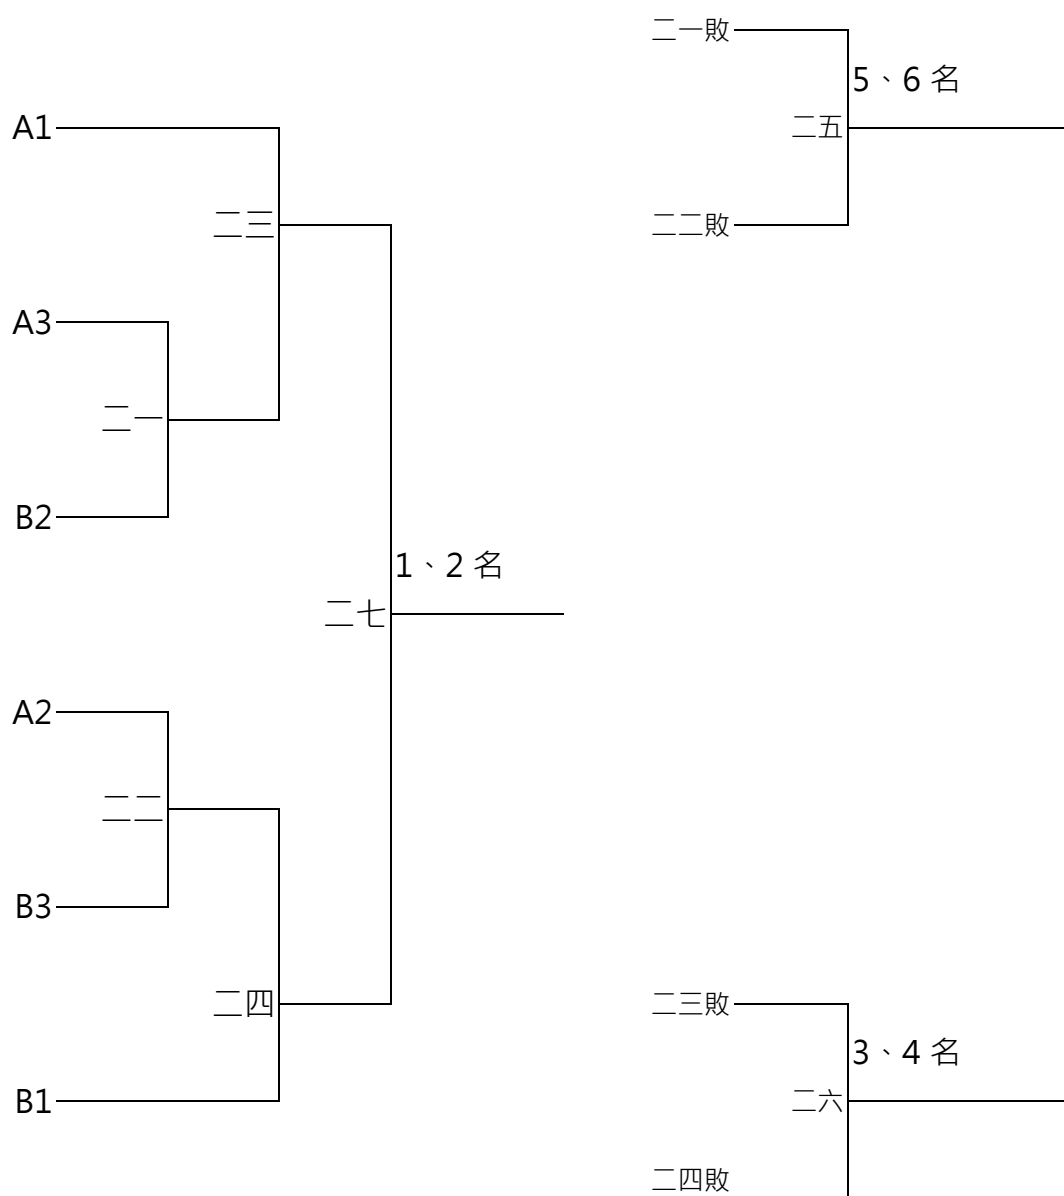 A1
二三
A3
二一
B2
1、2 名
二七
A2
二二
B3
二四
B1
二一敗
5、6 名
二五
二二敗
二三敗
3、4 名
二六
二四敗